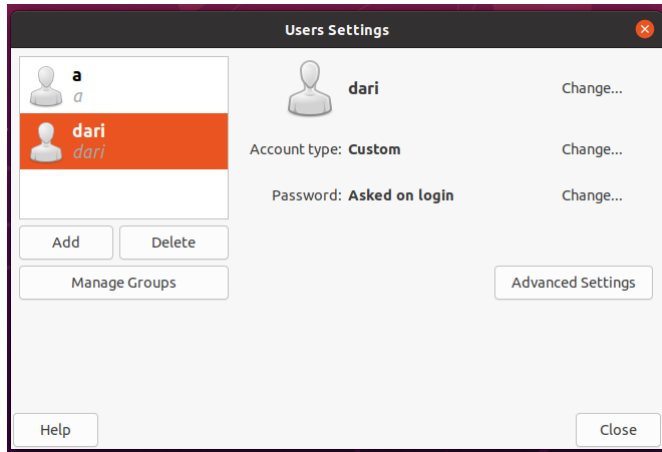 Users Settings
a
a
dari
dari
dari
Change...
Account type: Custom
Change...
Password: Asked on login
Change...
Add
Delete
Manage Groups
Advanced Settings
Help
Close